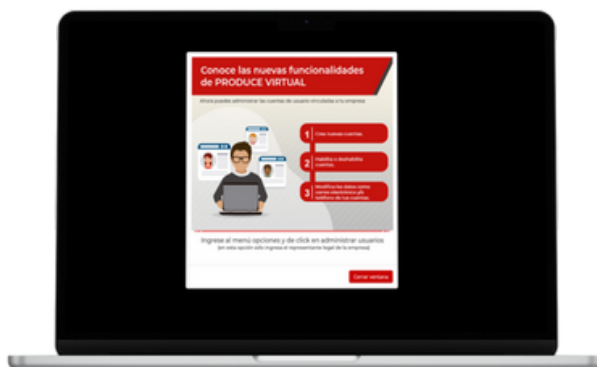 Conoce las nuevas funcionalidades
de PRODUCE VIRTUAL
Ahora puedes administrar las cuentas de usuario vinculadas a tu empresa
1 Crea nuevas cuentas.
2 Habilita o deshabilita
cuentas.
3 Modifica los datos como
correo electrónico y/o
teléfono de tus cuentas.
Ingrese al menú opciones y de click en administrar usuarios
(en esta opción sólo ingresa el representante legal de la empresa)
Cerrar ventana